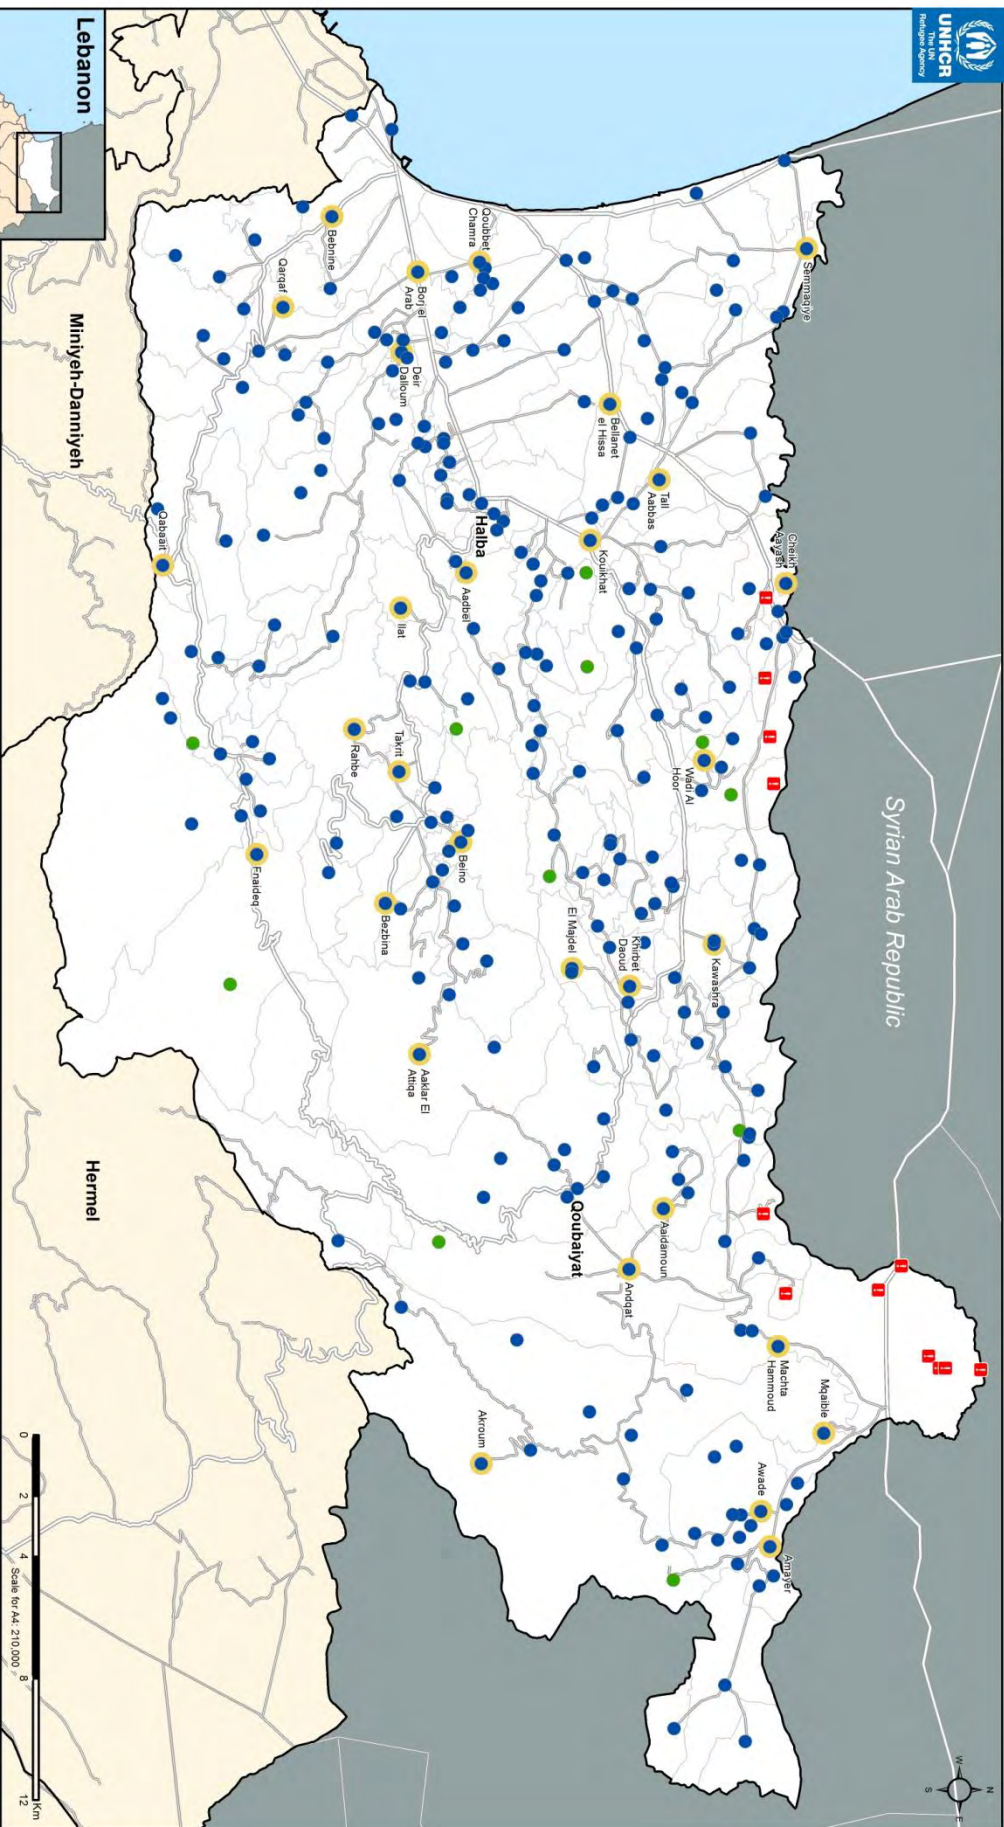 UNHCR
The UN
Refugee Agency
Lebanon
Syrian Arab Republic
Miniyeh-Danniyeh
Hermel
Semmaqiye
Cheikh
Aayash
Tall
Aabbas
Bellanet
el Hissa
Kouikhat
Wadi Al
Hoor
Kawashra
Khirbet
Daoud
El Majdel
Aaidamoun
Andqat
Machta
Hammoud
Mqaible
Awade
Amayer
Akroum
Qoubaiyat
Qoubbet
Chamra
Borj el
Arab
Bebnine
Qarqaf
Deir
Dalloum
Halba
Aadbel
Ilat
Qabaait
Takrit
Rahbe
Beino
Bezbina
Fnaideq
Aaklar El
Attiqa
N
W
E
S
0 2 4 8 12
Km
Scale for A4: 210,000